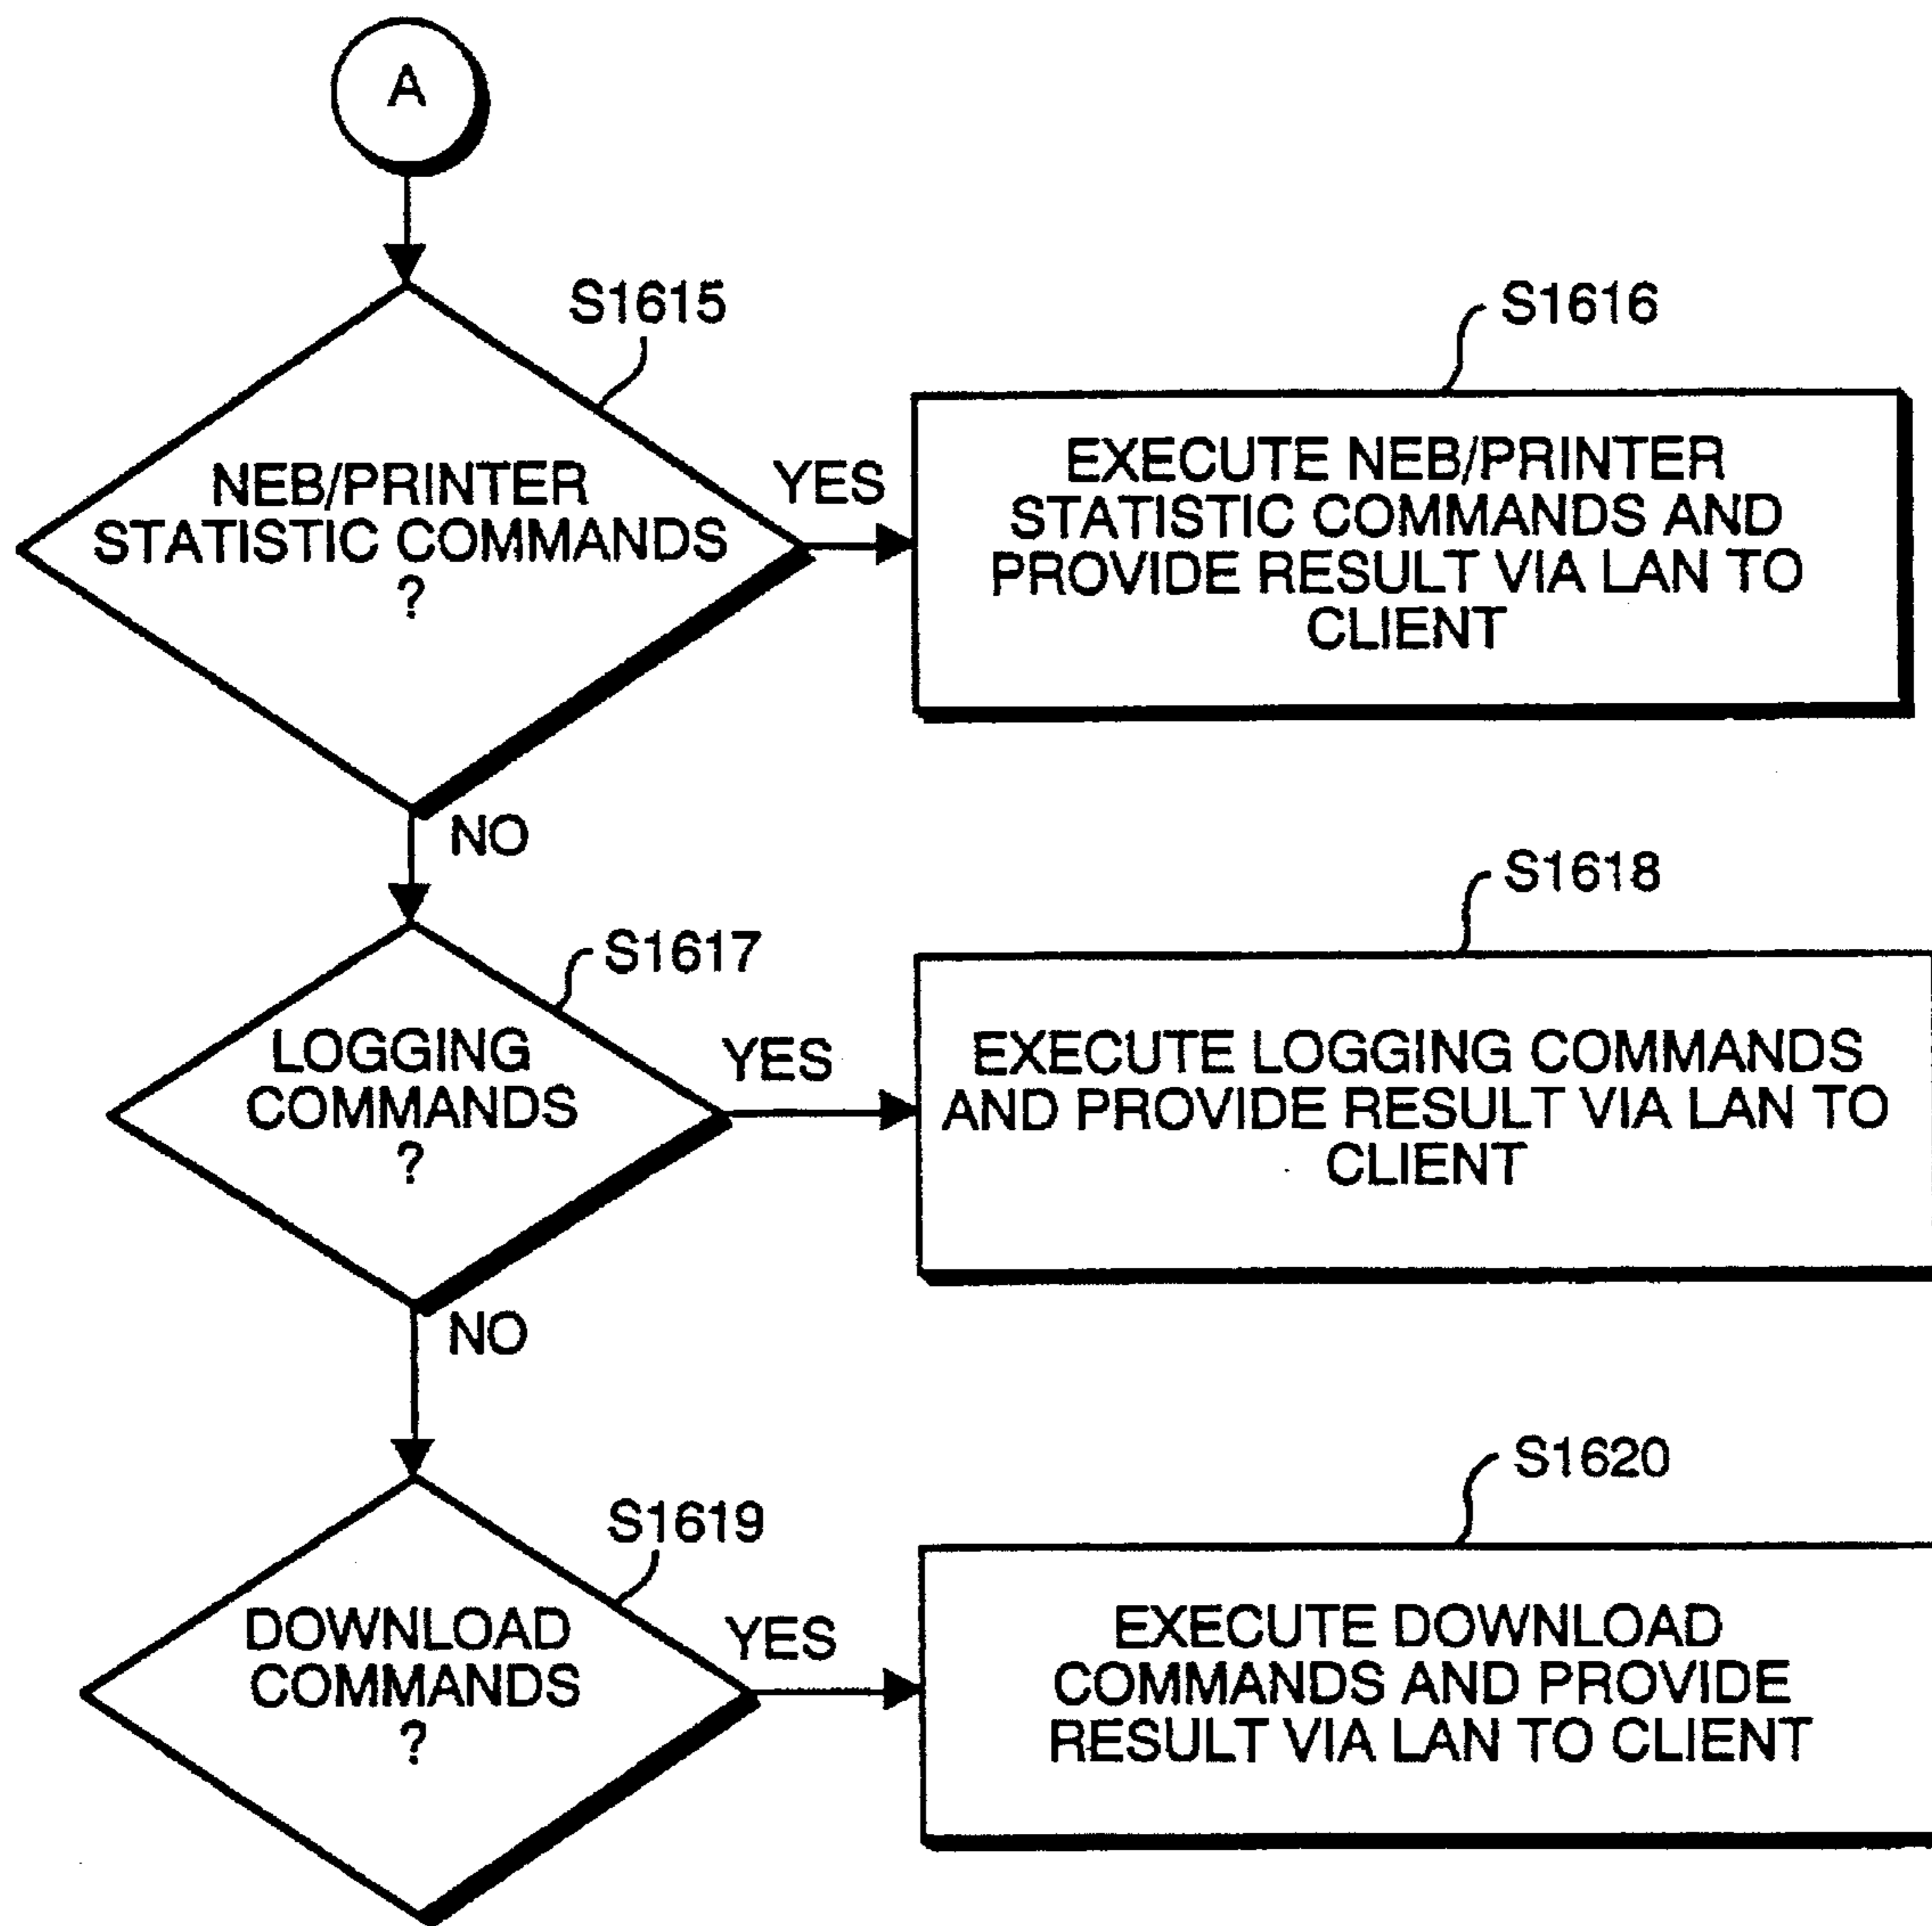 A
S1615
S1616
NEB/PRINTER
STATISTIC COMMANDS
?
YES
EXECUTE NEB/PRINTER
STATISTIC COMMANDS AND
PROVIDE RESULT VIA LAN TO
CLIENT
NO
S1617
S1618
LOGGING
COMMANDS
?
YES
EXECUTE LOGGING COMMANDS
AND PROVIDE RESULT VIA LAN TO
CLIENT
NO
S1619
S1620
DOWNLOAD
COMMANDS
?
YES
EXECUTE DOWNLOAD
COMMANDS AND PROVIDE
RESULT VIA LAN TO CLIENT